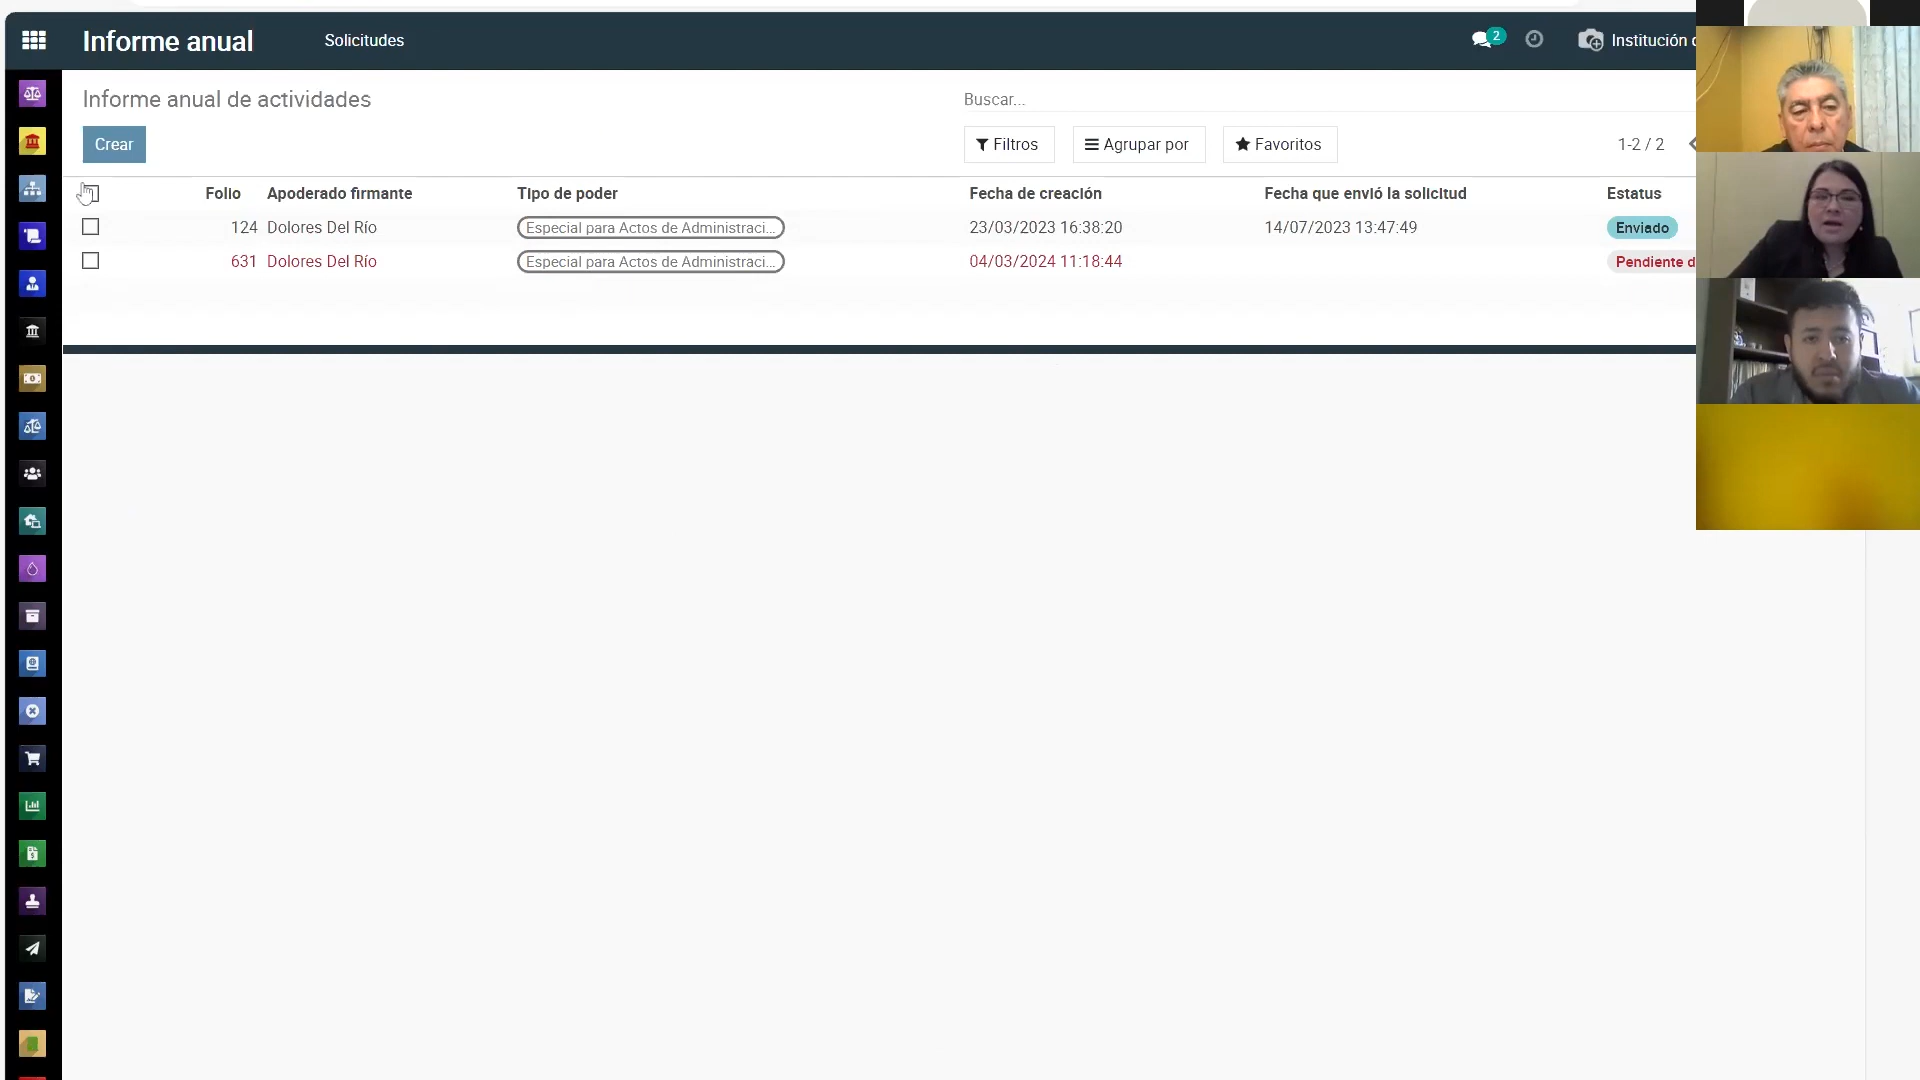 Informe anual Solicitudes 2 Institución
Informe anual de actividades Buscar...
Crear Filtros Agrupar por Favoritos 1-2 / 2
Folio Apoderado firmante Tipo de poder Fecha de creación Fecha que envió la solicitud Estatus
124 Dolores Del Río Especial para Actos de Administraci... 23/03/2023 16:38:20 14/07/2023 13:47:49 Enviado
631 Dolores Del Río Especial para Actos de Administraci... 04/03/2024 11:18:44 Pendiente